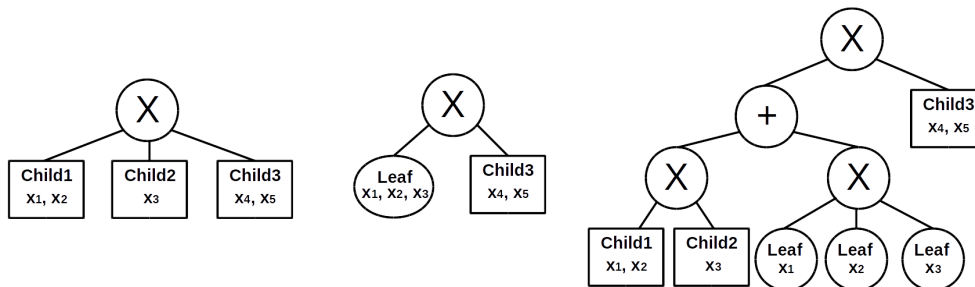 X
Child1
x₁, x₂
Child2
x₃
Child3
x₄, x₅
X
Leaf
x₁, x₂, x₃
Child3
x₄, x₅
X
+
Child3
x₄, x₅
X
X
Child1
x₁, x₂
Child2
x₃
Leaf
x₁
Leaf
x₂
Leaf
x₃